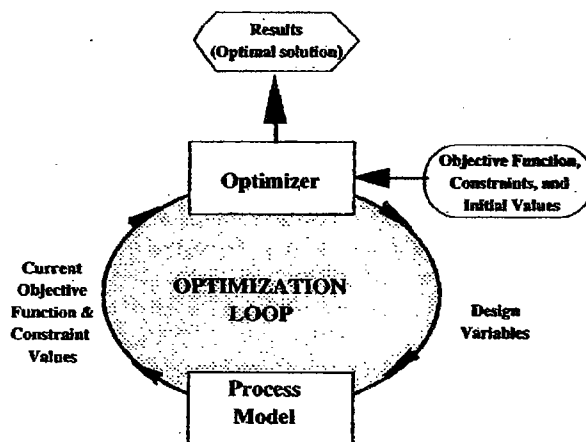 Results
(Optimal solution)
Optimizer
Objective Function,
Constraints, and
Initial Values
Current
Objective
Function &
Constraint
Values
OPTIMIZATION
LOOP
Design
Variables
Process
Model